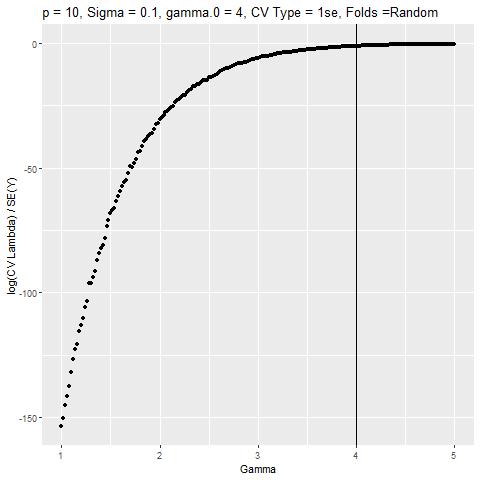 p = 10, Sigma = 0.1, gamma.0 = 4, CV Type = 1se, Folds =Random
log(CV Lambda) / SE(Y)
0
-50
-100
-150
1 2 3 4 5
Gamma